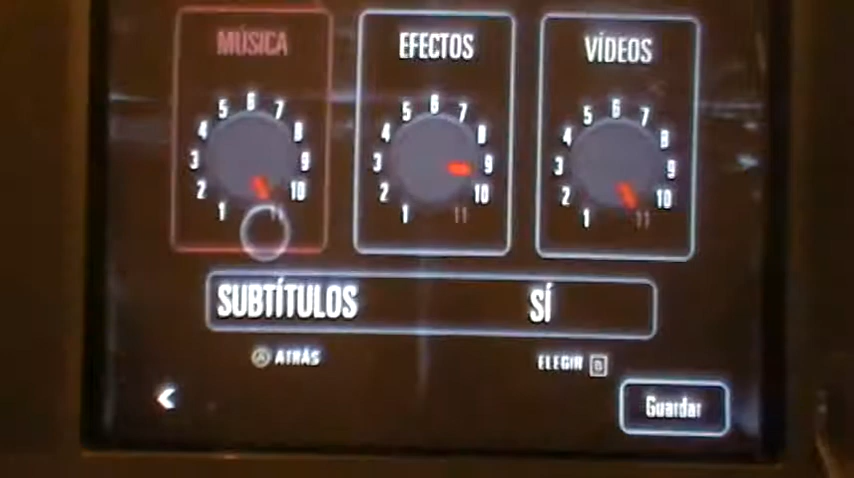 MÚSICA
1 2 3 4 5 6 7 8 9 10 11
EFECTOS
1 2 3 4 5 6 7 8 9 10 11
VÍDEOS
1 2 3 4 5 6 7 8 9 10 11
SUBTÍTULOS SÍ
A ATRÁS
ELEGIR B
Guardar